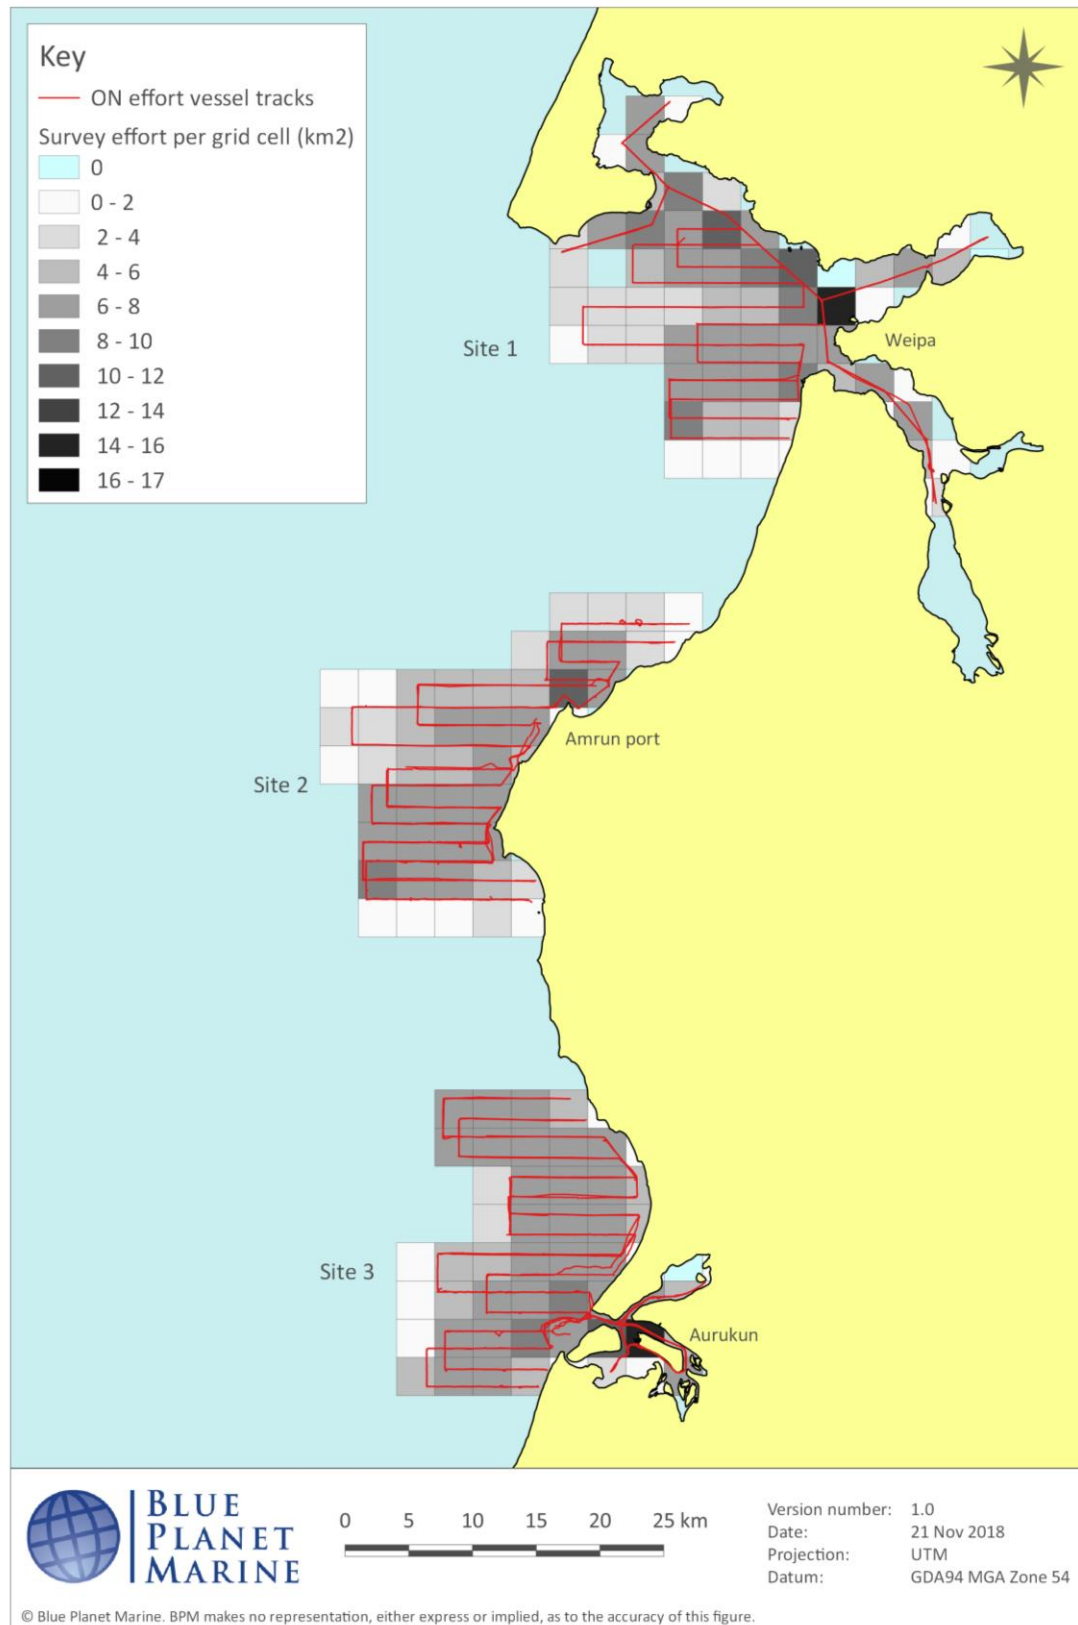 Key
ON effort vessel tracks
Survey effort per grid cell (km2)
0
0 - 2
2 - 4
4 - 6
6 - 8
8 - 10
10 - 12
12 - 14
14 - 16
16 - 17
Site 1
Weipa
Amrun port
Site 2
Site 3
Aurukun
BLUE
PLANET
MARINE
0 5 10 15 20 25 km
Version number: 1.0
Date: 21 Nov 2018
Projection: UTM
Datum: GDA94 MGA Zone 54
© Blue Planet Marine. BPM makes no representation, either express or implied, as to the accuracy of this figure.